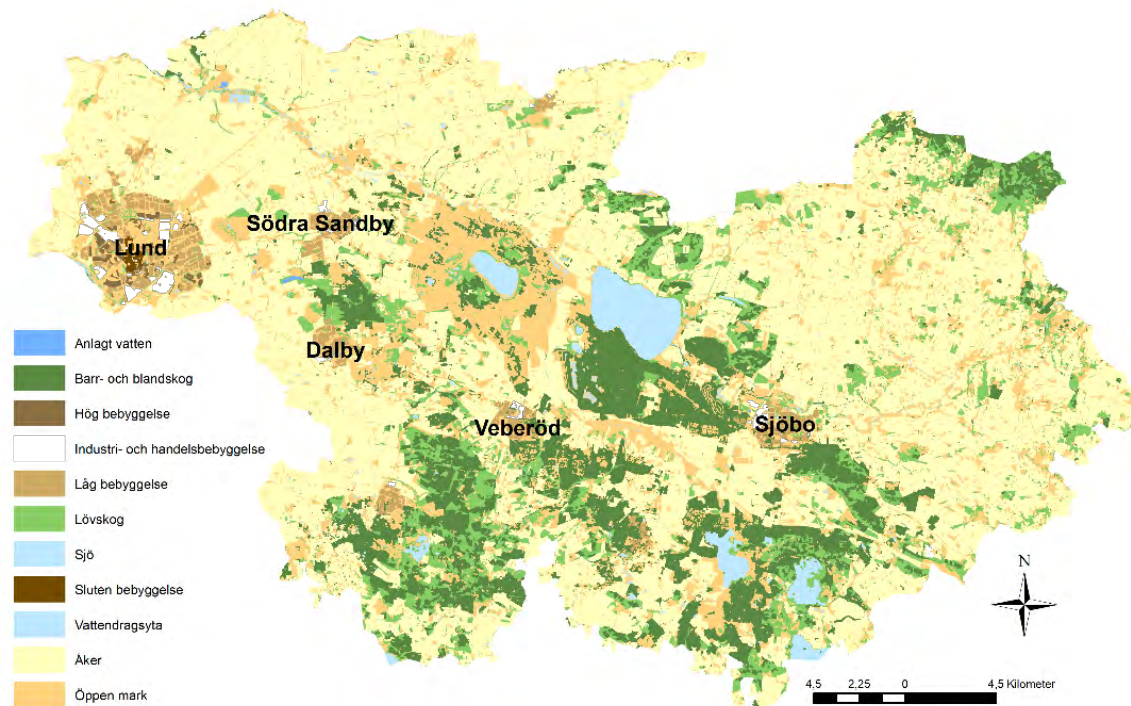 Lund
Södra Sandby
Dalby
Veberöd
Sjöbo
Anlagt vatten
Barr- och blandskog
Hög bebyggelse
Industri- och handelsbebyggelse
Låg bebyggelse
Lövskog
Sjö
Sluten bebyggelse
Vattendragsyta
Åker
Öppen mark
N
4,5 2,25 0 4,5 Kilometer